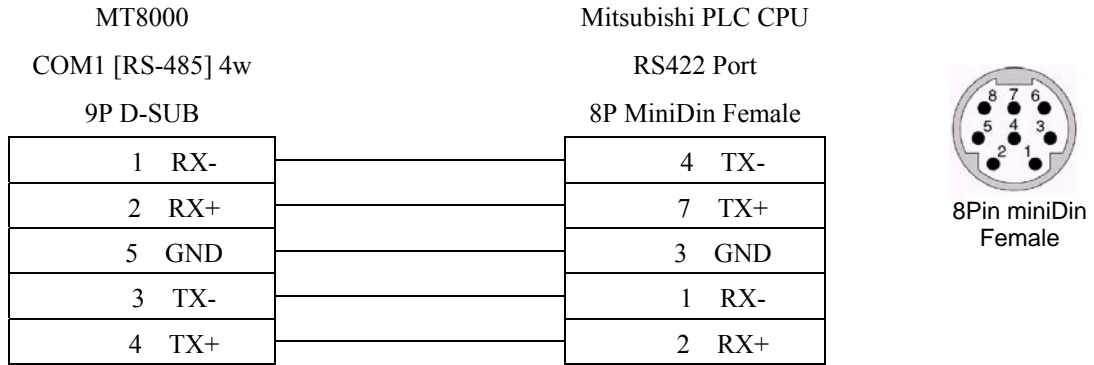 MT8000 Mitsubishi PLC CPU
COM1 [RS-485] 4w RS422 Port
9P D-SUB 8P MiniDin Female
1 RX- 4 TX-
2 RX+ 7 TX+
5 GND 3 GND
3 TX- 1 RX-
4 TX+ 2 RX+
8 7 6
5 4 3
2 1
8Pin miniDin
Female